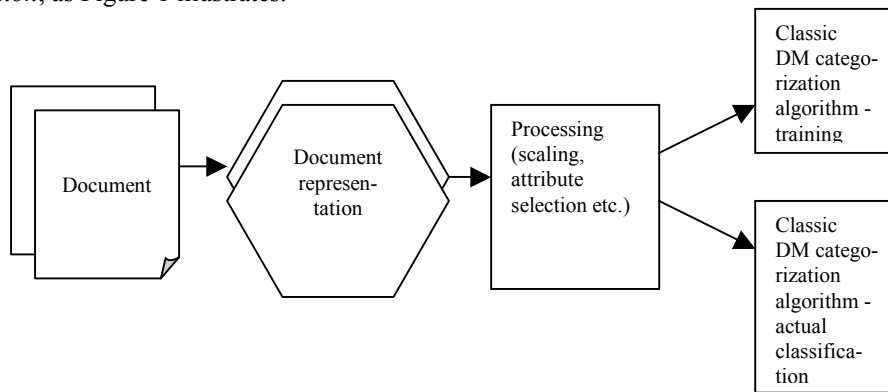 as Figure 1 illustrates.
Document
Document
represen-
tation
Processing
(scaling,
attribute
selection etc.)
Classic
DM catego-
rization
algorithm -
training
Classic
DM catego-
rization
algorithm -
actual
classifica-
tion